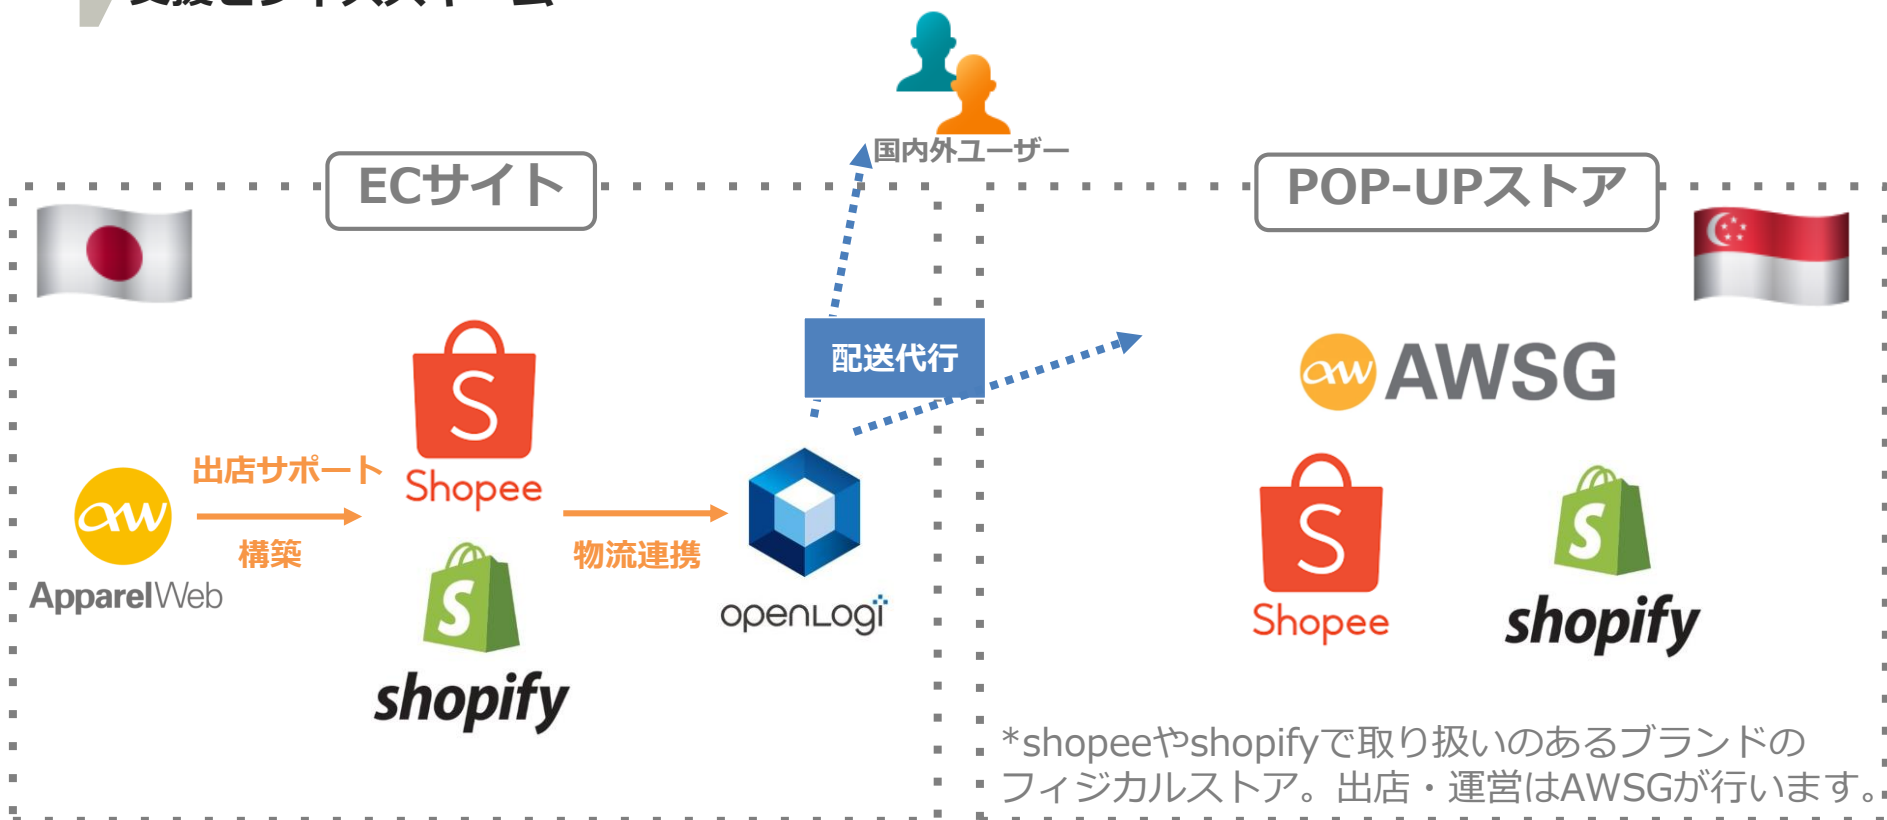 国内外ユーザー
ECサイト
POP-UPストア
配送代行
AWSG
aw
出店サポート
Shopee
S
aw
構築
物流連携
ApparelWeb
S
shopify
openLogi
S
Shopee
S
shopify
*shopeeやshopifyで取り扱いのあるブランドの
フィジカルストア。出店・運営はAWSGが行います。